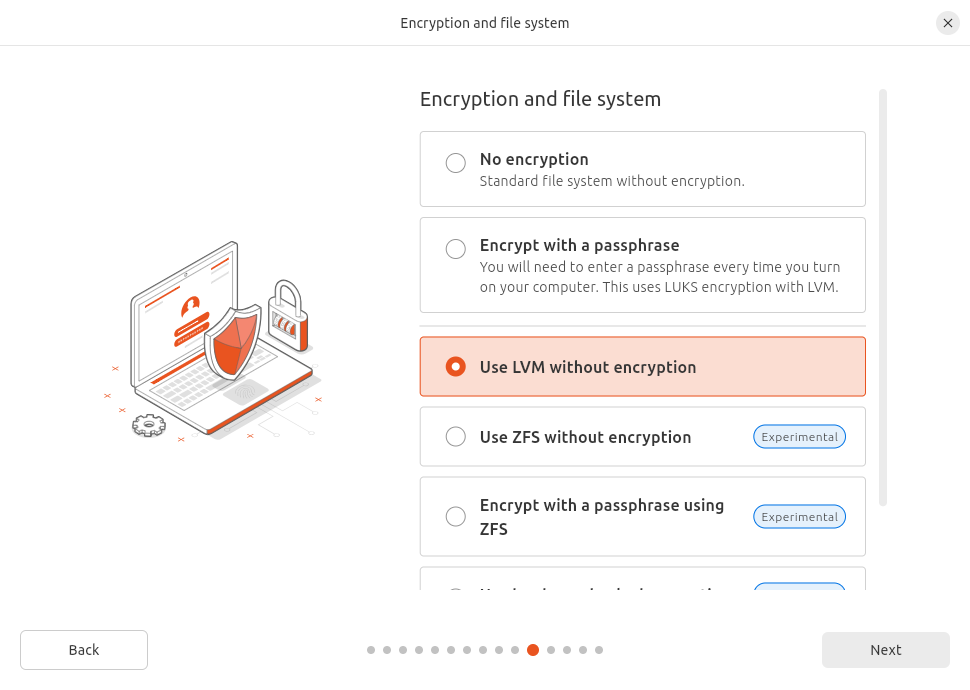 Encryption and file system
Encryption and file system
No encryption
Standard file system without encryption.
Encrypt with a passphrase
You will need to enter a passphrase every time you turn
on your computer. This uses LUKS encryption with LVM.
Use LVM without encryption
Use ZFS without encryption
Experimental
Encrypt with a passphrase using
ZFS
Experimental
Back
Next